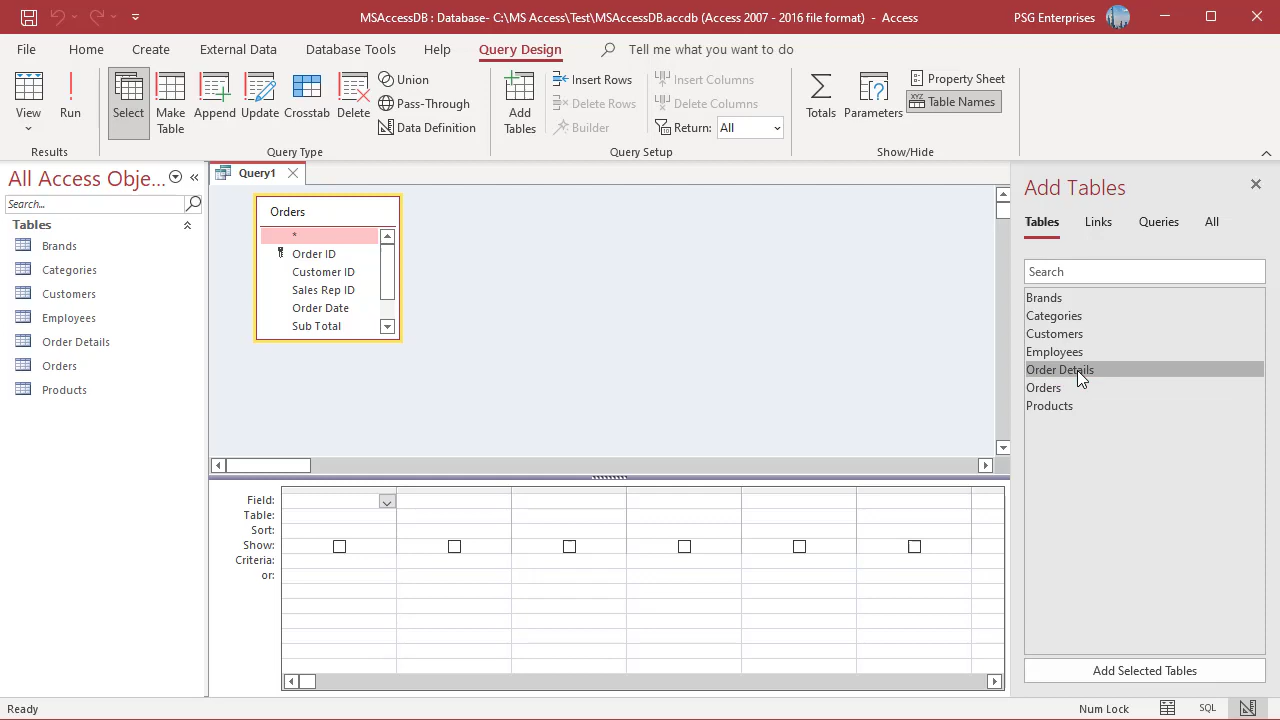 MSAccessDB : Database- C:\MS Access\Test\MSAccessDB.accdb (Access 2007 - 2016 file format) - Access
PSG Enterprises
File Home Create External Data Database Tools Help Query Design Tell me what you want to do
View
Run
Select
Make Table
Append
Update
Crosstab
Delete
Union
Pass-Through
Data Definition
Add Tables
Insert Rows
Delete Rows
Builder
Insert Columns
Delete Columns
Return: All
Totals
Parameters
Property Sheet
XYZ
Table Names
Results
Query Type
Query Setup
Show/Hide
All Access Obje...
Search...
Tables
Brands
Categories
Customers
Employees
Order Details
Orders
Products
Query1
Orders
*
Order ID
Customer ID
Sales Rep ID
Order Date
Sub Total
Field:
Table:
Sort:
Show:
Criteria:
or:
Add Tables
Tables Links Queries All
Search
Brands
Categories
Customers
Employees
Order Details
Orders
Products
Add Selected Tables
Ready
Num Lock
SQL